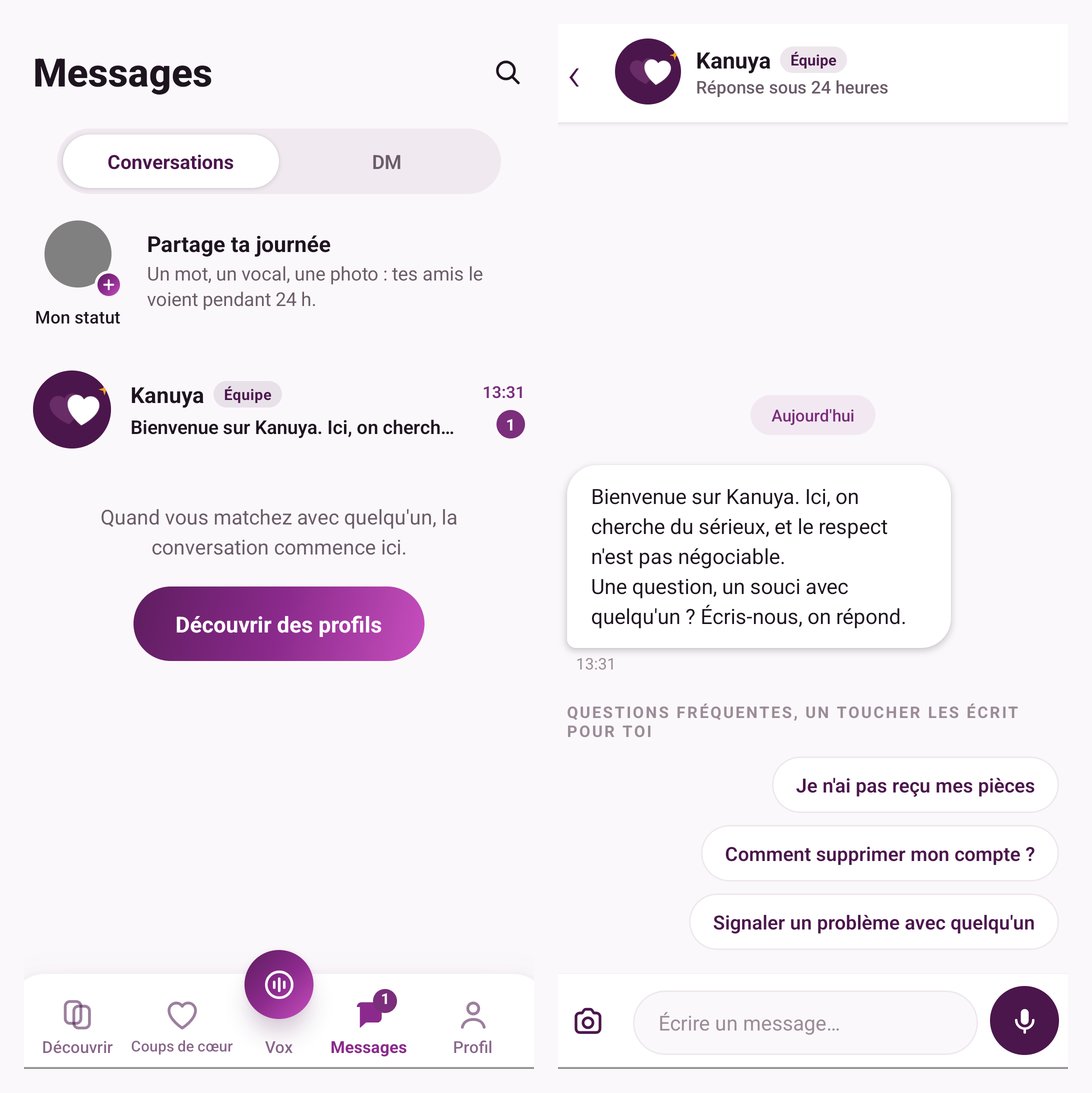 Messages
Conversations
DM
Partage ta journée
Un mot, un vocal, une photo : tes amis le
voient pendant 24 h.
Mon statut
Kanuya Équipe
13:31
Bienvenue sur Kanuya. Ici, on cherch...
1
Quand vous matchez avec quelqu'un, la
conversation commence ici.
Découvrir des profils
1
Découvrir
Coups de cœur
Vox
Messages
Profil
Kanuya Équipe
Réponse sous 24 heures
Aujourd'hui
Bienvenue sur Kanuya. Ici, on
cherche du sérieux, et le respect
n'est pas négociable.
Une question, un souci avec
quelqu'un ? Écris-nous, on répond.
13:31
QUESTIONS FRÉQUENTES, UN TOUCHER LES ÉCRIT
POUR TOI
Je n'ai pas reçu mes pièces
Comment supprimer mon compte ?
Signaler un problème avec quelqu'un
Écrire un message...